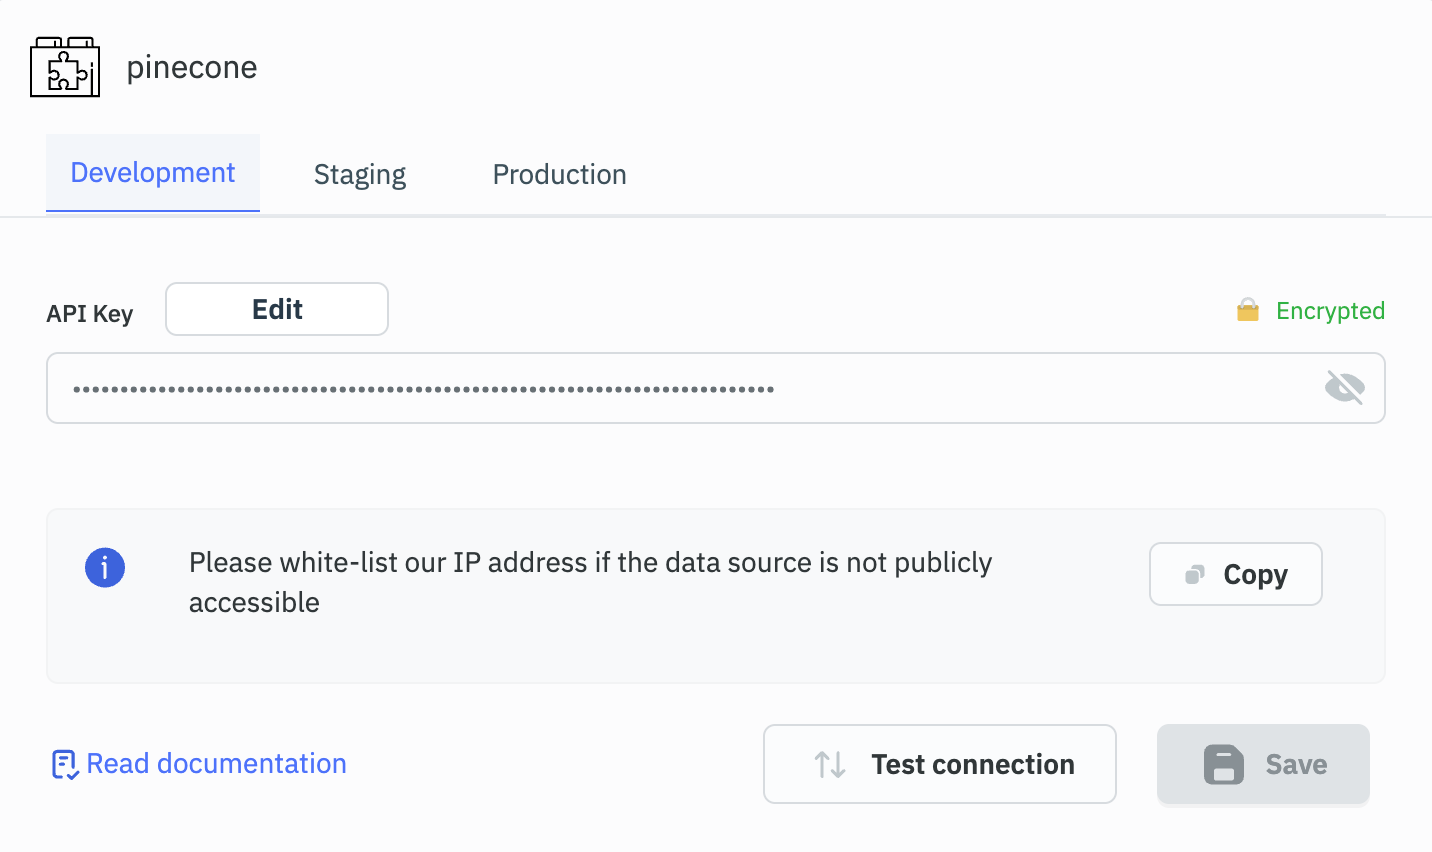 pinecone
Development Staging Production
API Key Edit Encrypted
••••••••••••••••••••••••••••••••••••••••••••••••••••••••••••••••••••••••••
Please white-list our IP address if the data source is not publicly
accessible
Copy
Read documentation Test connection Save